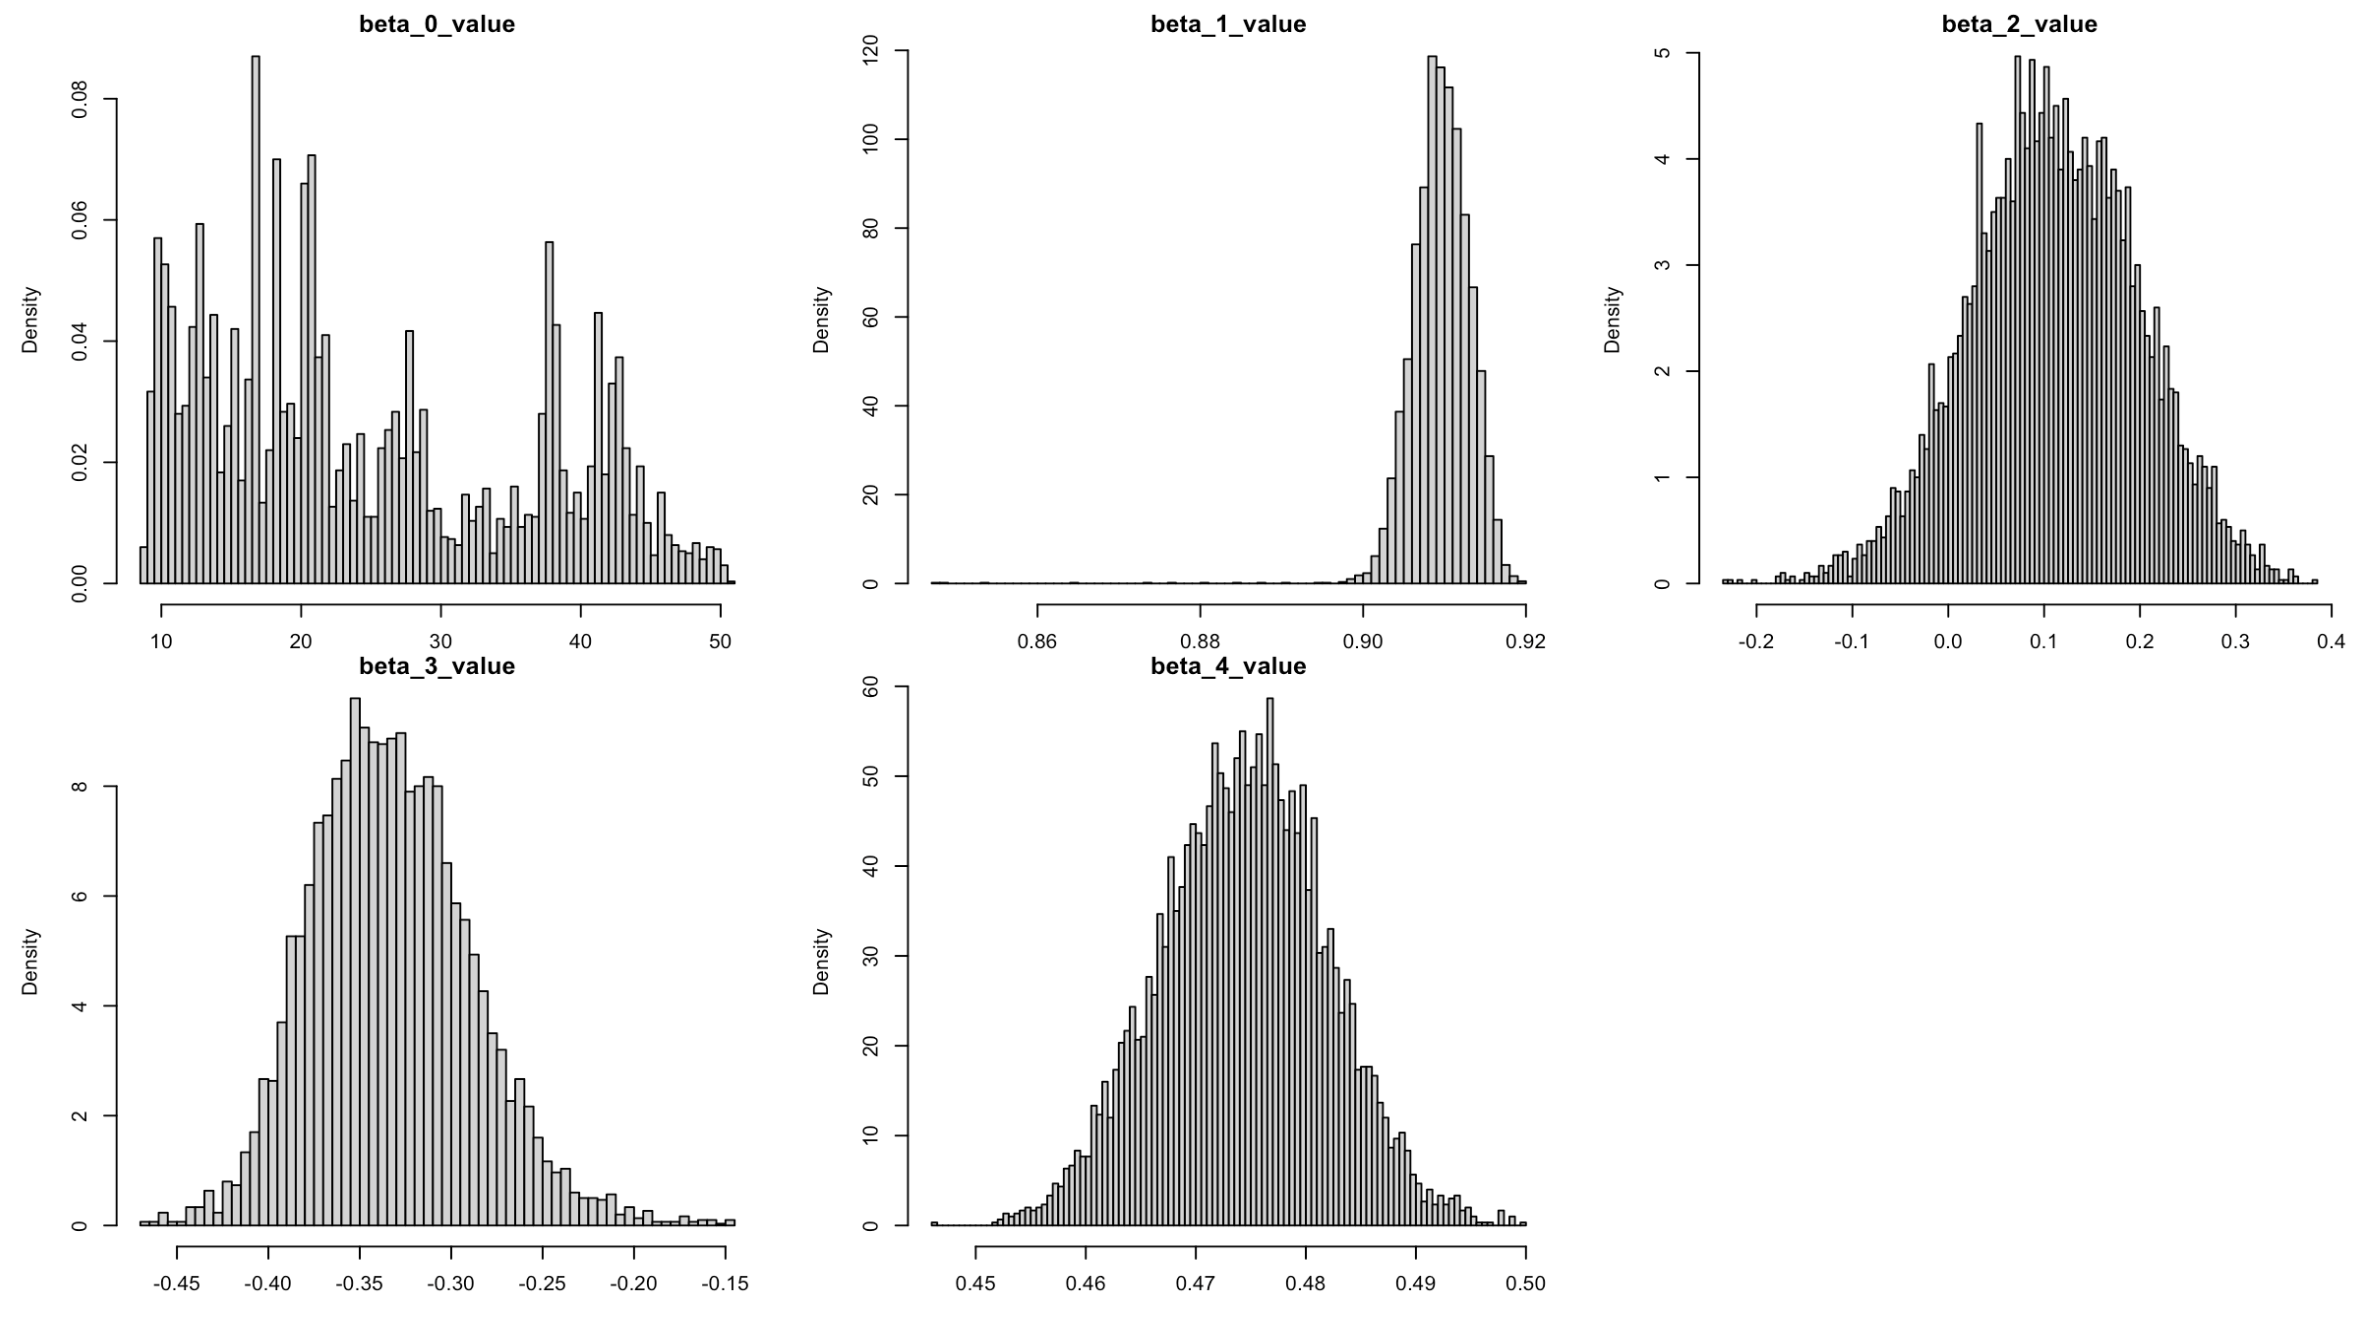 beta_0_value
Density
0.00 0.02 0.04 0.06 0.08
10 20 30 40 50
beta_1_value
Density
0 20 40 60 80 100 120
0.86 0.88 0.90 0.92
beta_2_value
Density
0 1 2 3 4 5
-0.2 -0.1 0.0 0.1 0.2 0.3 0.4
beta_3_value
Density
0 2 4 6 8
-0.45 -0.40 -0.35 -0.30 -0.25 -0.20 -0.15
beta_4_value
Density
0 10 20 30 40 50 60
0.45 0.46 0.47 0.48 0.49 0.50